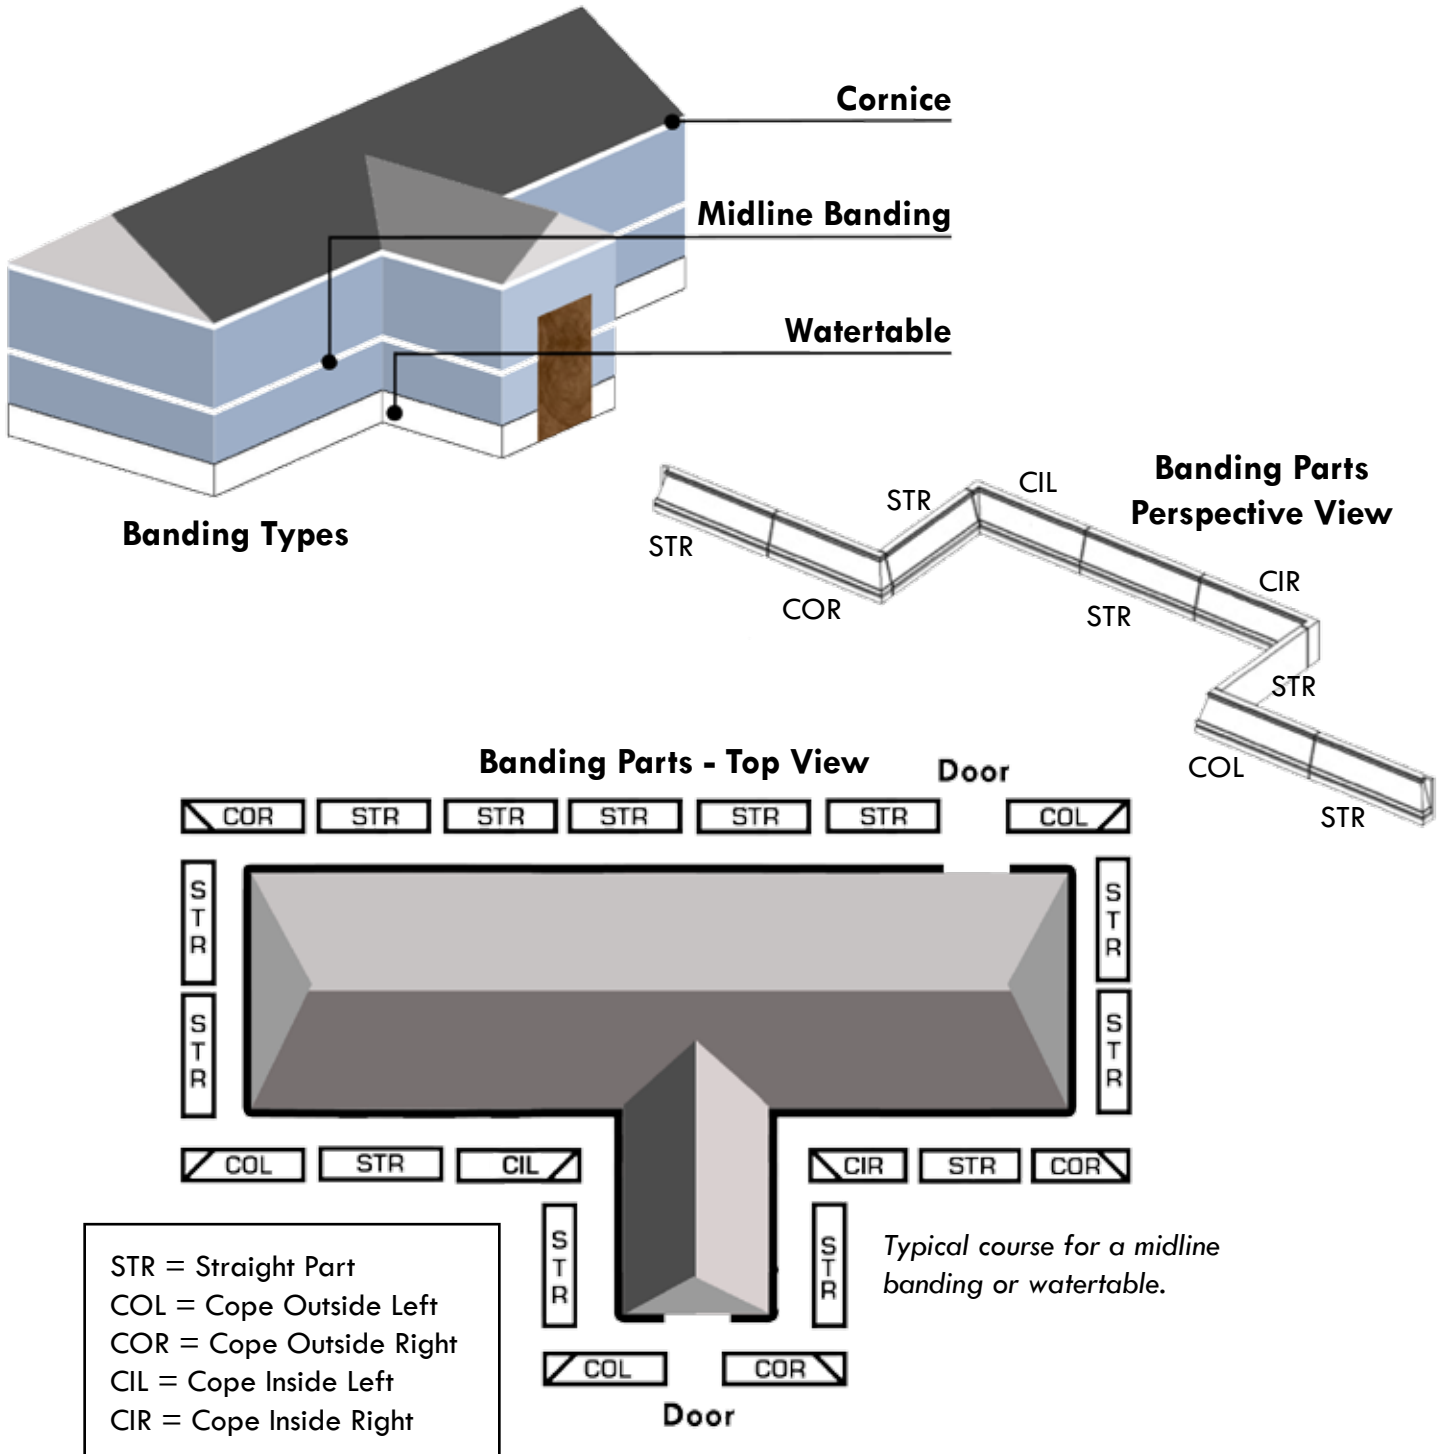 Cornice
Midline Banding
Watertable
Banding Types
Banding Parts
Perspective View
STR
CIL
STR
COR
CIR
STR
STR
COL
STR
Banding Parts - Top View
Door
COR STR STR STR STR STR COL
STR
STR
STR
STR
COL STR CIL CIR STR COR
STR
STR
COL COR
Door
Typical course for a midline
banding or watertable.
STR = Straight Part
COL = Cope Outside Left
COR = Cope Outside Right
CIL = Cope Inside Left
CIR = Cope Inside Right